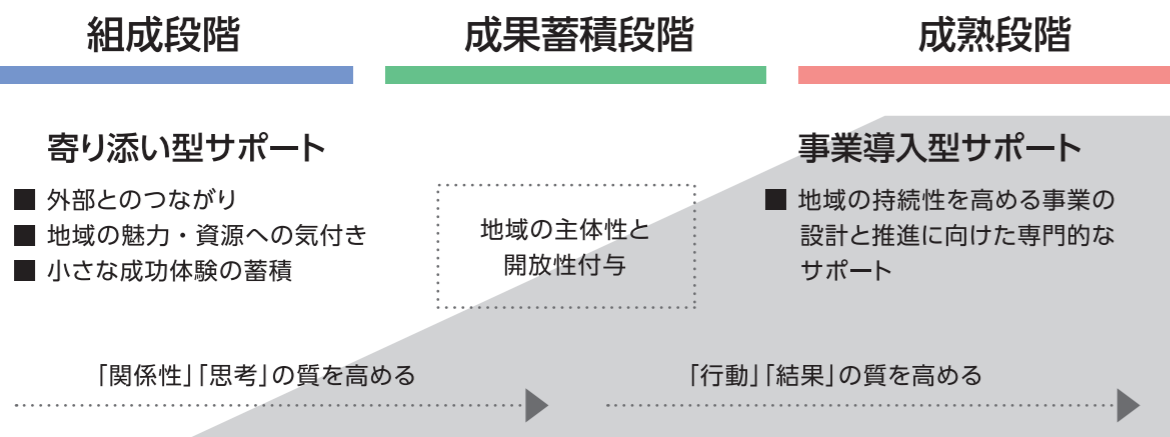 組成段階
成果蓄積段階
成熟段階
寄り添い型サポート
■ 外部とのつながり
■ 地域の魅力・資源への気付き
■ 小さな成功体験の蓄積
地域の主体性と
開放性付与
事業導入型サポート
■ 地域の持続性を高める事業の
設計と推進に向けた専門的な
サポート
「関係性」「思考」の質を高める
「行動」「結果」の質を高める